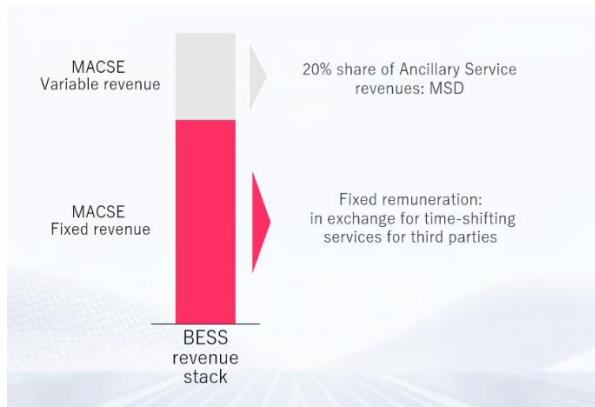 MACSE
Variable revenue
20% share of Ancillary Service
revenues: MSD
MACSE
Fixed revenue
Fixed remuneration:
in exchange for time-shifting
services for third parties
BESS
revenue
stack